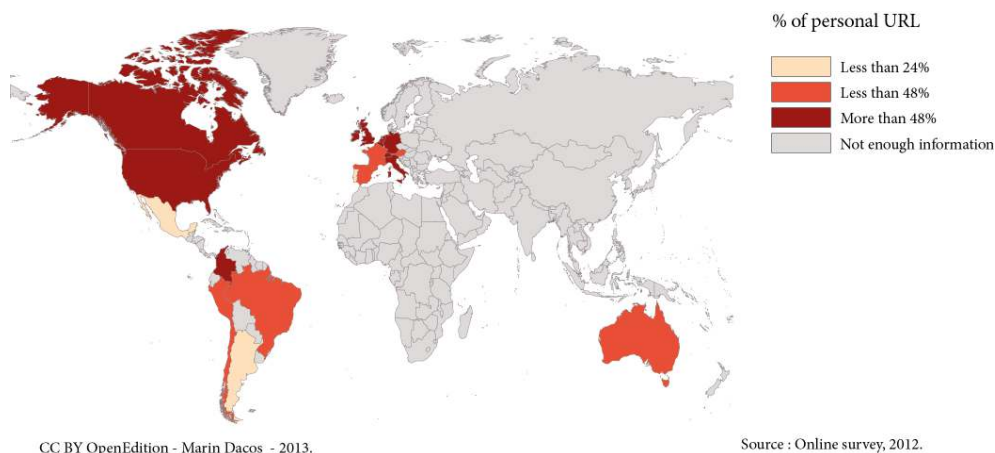 % of personal URL
Less than 24%
Less than 48%
More than 48%
Not enough information
CC BY OpenEdition - Marin Dacos - 2013.
Source : Online survey, 2012.